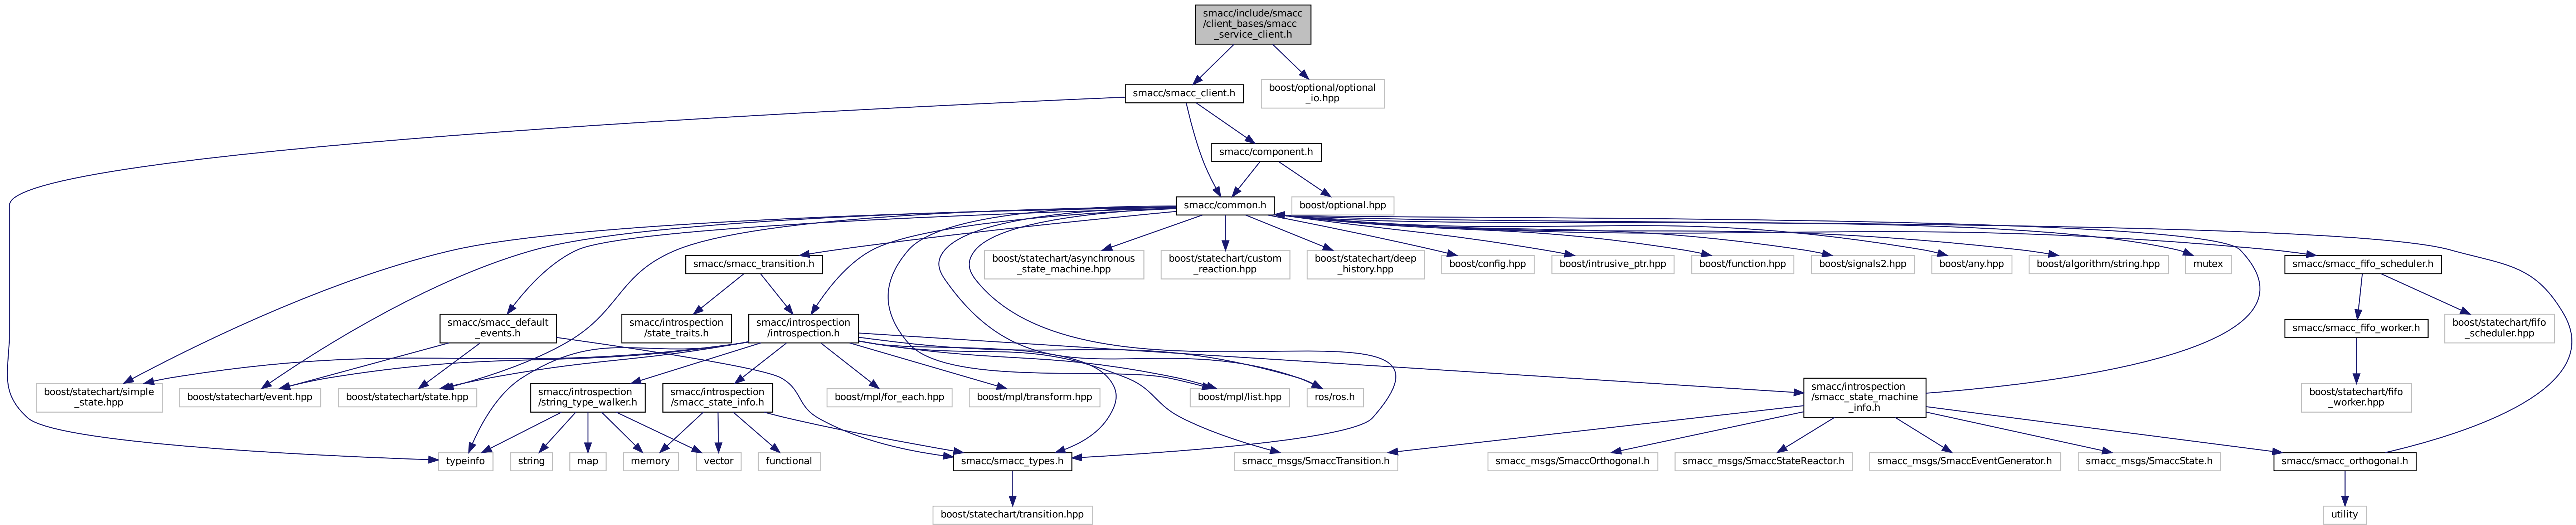 smacc/include/smacc
/client_bases/smacc
_service_client.h
smacc/smacc_client.h
boost/optional/optional
_io.hpp
smacc/component.h
smacc/common.h
boost/optional.hpp
smacc/smacc_transition.h
boost/statechart/asynchronous
_state_machine.hpp
boost/statechart/custom
_reaction.hpp
boost/statechart/deep
_history.hpp
boost/config.hpp
boost/intrusive_ptr.hpp
boost/function.hpp
boost/signals2.hpp
boost/any.hpp
boost/algorithm/string.hpp
mutex
smacc/smacc_fifo_scheduler.h
smacc/smacc_default
_events.h
smacc/introspection
/state_traits.h
smacc/introspection
/introspection.h
smacc/smacc_fifo_worker.h
boost/statechart/fifo
_scheduler.hpp
boost/statechart/simple
_state.hpp
boost/statechart/event.hpp
boost/statechart/state.hpp
smacc/introspection
/string_type_walker.h
smacc/introspection
/smacc_state_info.h
boost/mpl/for_each.hpp
boost/mpl/transform.hpp
boost/mpl/list.hpp
ros/ros.h
smacc/introspection
/smacc_state_machine
_info.h
boost/statechart/fifo
_worker.hpp
typeinfo
string
map
memory
vector
functional
smacc/smacc_types.h
smacc_msgs/SmaccTransition.h
smacc_msgs/SmaccOrthogonal.h
smacc_msgs/SmaccStateReactor.h
smacc_msgs/SmaccEventGenerator.h
smacc_msgs/SmaccState.h
smacc/smacc_orthogonal.h
boost/statechart/transition.hpp
utility